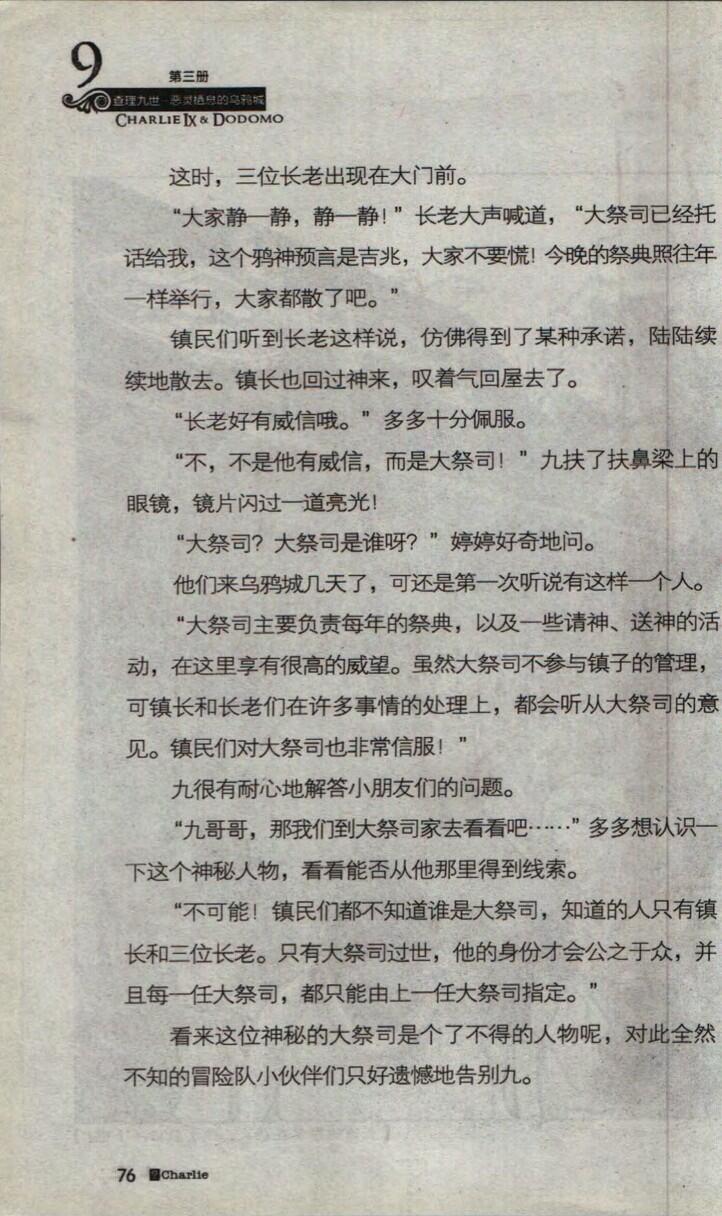 9
第三册
查理九世·恶灵栖息的乌鸦城
CHARLIE IX & DODOMO
这时，三位长老出现在大门前。
“大家静一静，静一静！”长老大声喊道，“大祭司已经托
话给我，这个鸦神预言是吉兆，大家不要慌！今晚的祭典照往年
一样举行，大家都散了吧。”
镇民们听到长老这样说，仿佛得到了某种承诺，陆陆续
续地散去。镇长也回过神来，叹着气回屋去了。
“长老好有威信哦。”多多十分佩服。
“不，不是他有威信，而是大祭司！”九扶了扶鼻梁上的
眼镜，镜片闪过一道亮光！
“大祭司？大祭司是谁呀？”婷婷好奇地问。
他们来乌鸦城几天了，可还是第一次听说有这样一个人。
“大祭司主要负责每年的祭典，以及一些请神、送神的活
动，在这里享有很高的威望。虽然大祭司不参与镇子的管理，
可镇长和长老们在许多事情的处理上，都会听从大祭司的意
见。镇民们对大祭司也非常信服！”
九很有耐心地解答小朋友们的问题。
“九哥哥，那我们到大祭司家去看看吧……”多多想认识一
下这个神秘人物，看看能否从他那里得到线索。
“不可能！镇民们都不知道谁是大祭司，知道的人只有镇
长和三位长老。只有大祭司过世，他的身份才会公之于众，并
且每一任大祭司，都只能由上一任大祭司指定。”
看来这位神秘的大祭司是个了不得的人物呢，对此全然
不知的冒险队小伙伴们只好遗憾地告别九。
76 9 Charlie